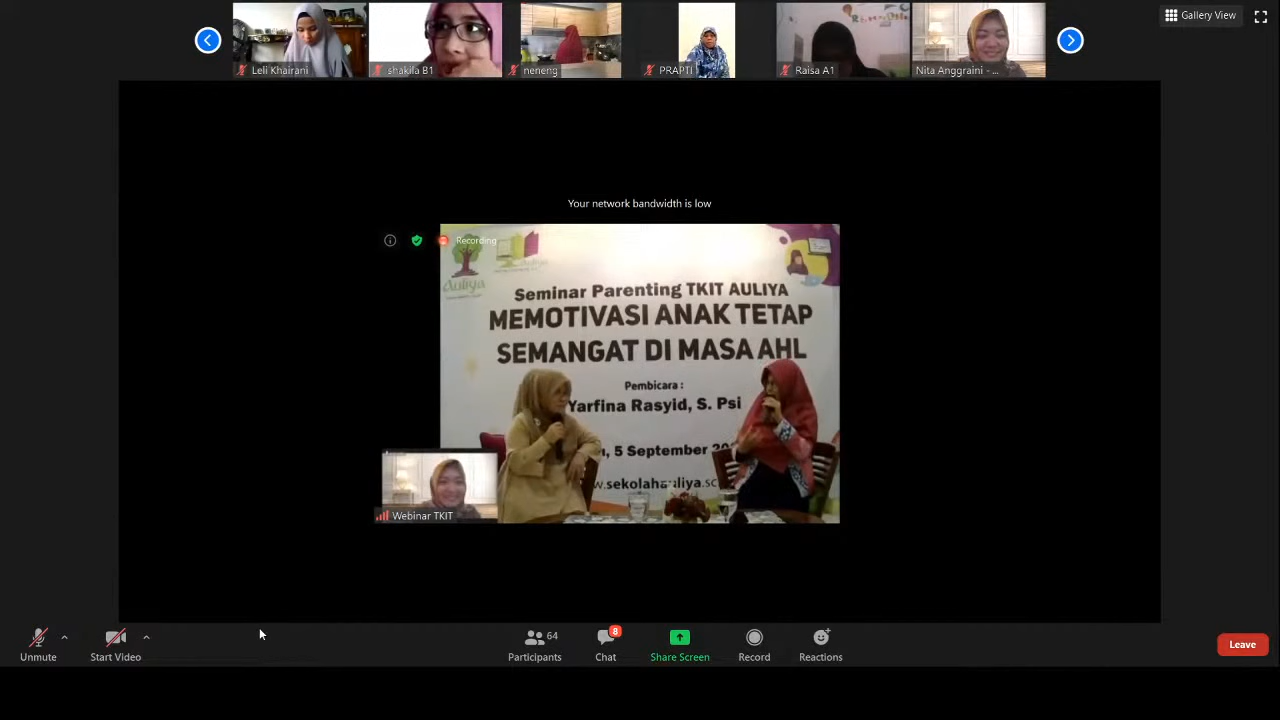 Gallery View
Leli Khairani
shakila B1
neneng
PRAPTI
Raisa A1
Nita Anggraini - ...
Your network bandwidth is low
Recording
Auliya
Seminar Parenting TKIT AULIYA
MEMOTIVASI ANAK TETAP
SEMANGAT DI MASA AHL
Pembicara :
Yarfina Rasyid, S. Psi
5 September
Webinar TKIT
64
8
Unmute
Start Video
Participants
Chat
Share Screen
Record
Reactions
Leave